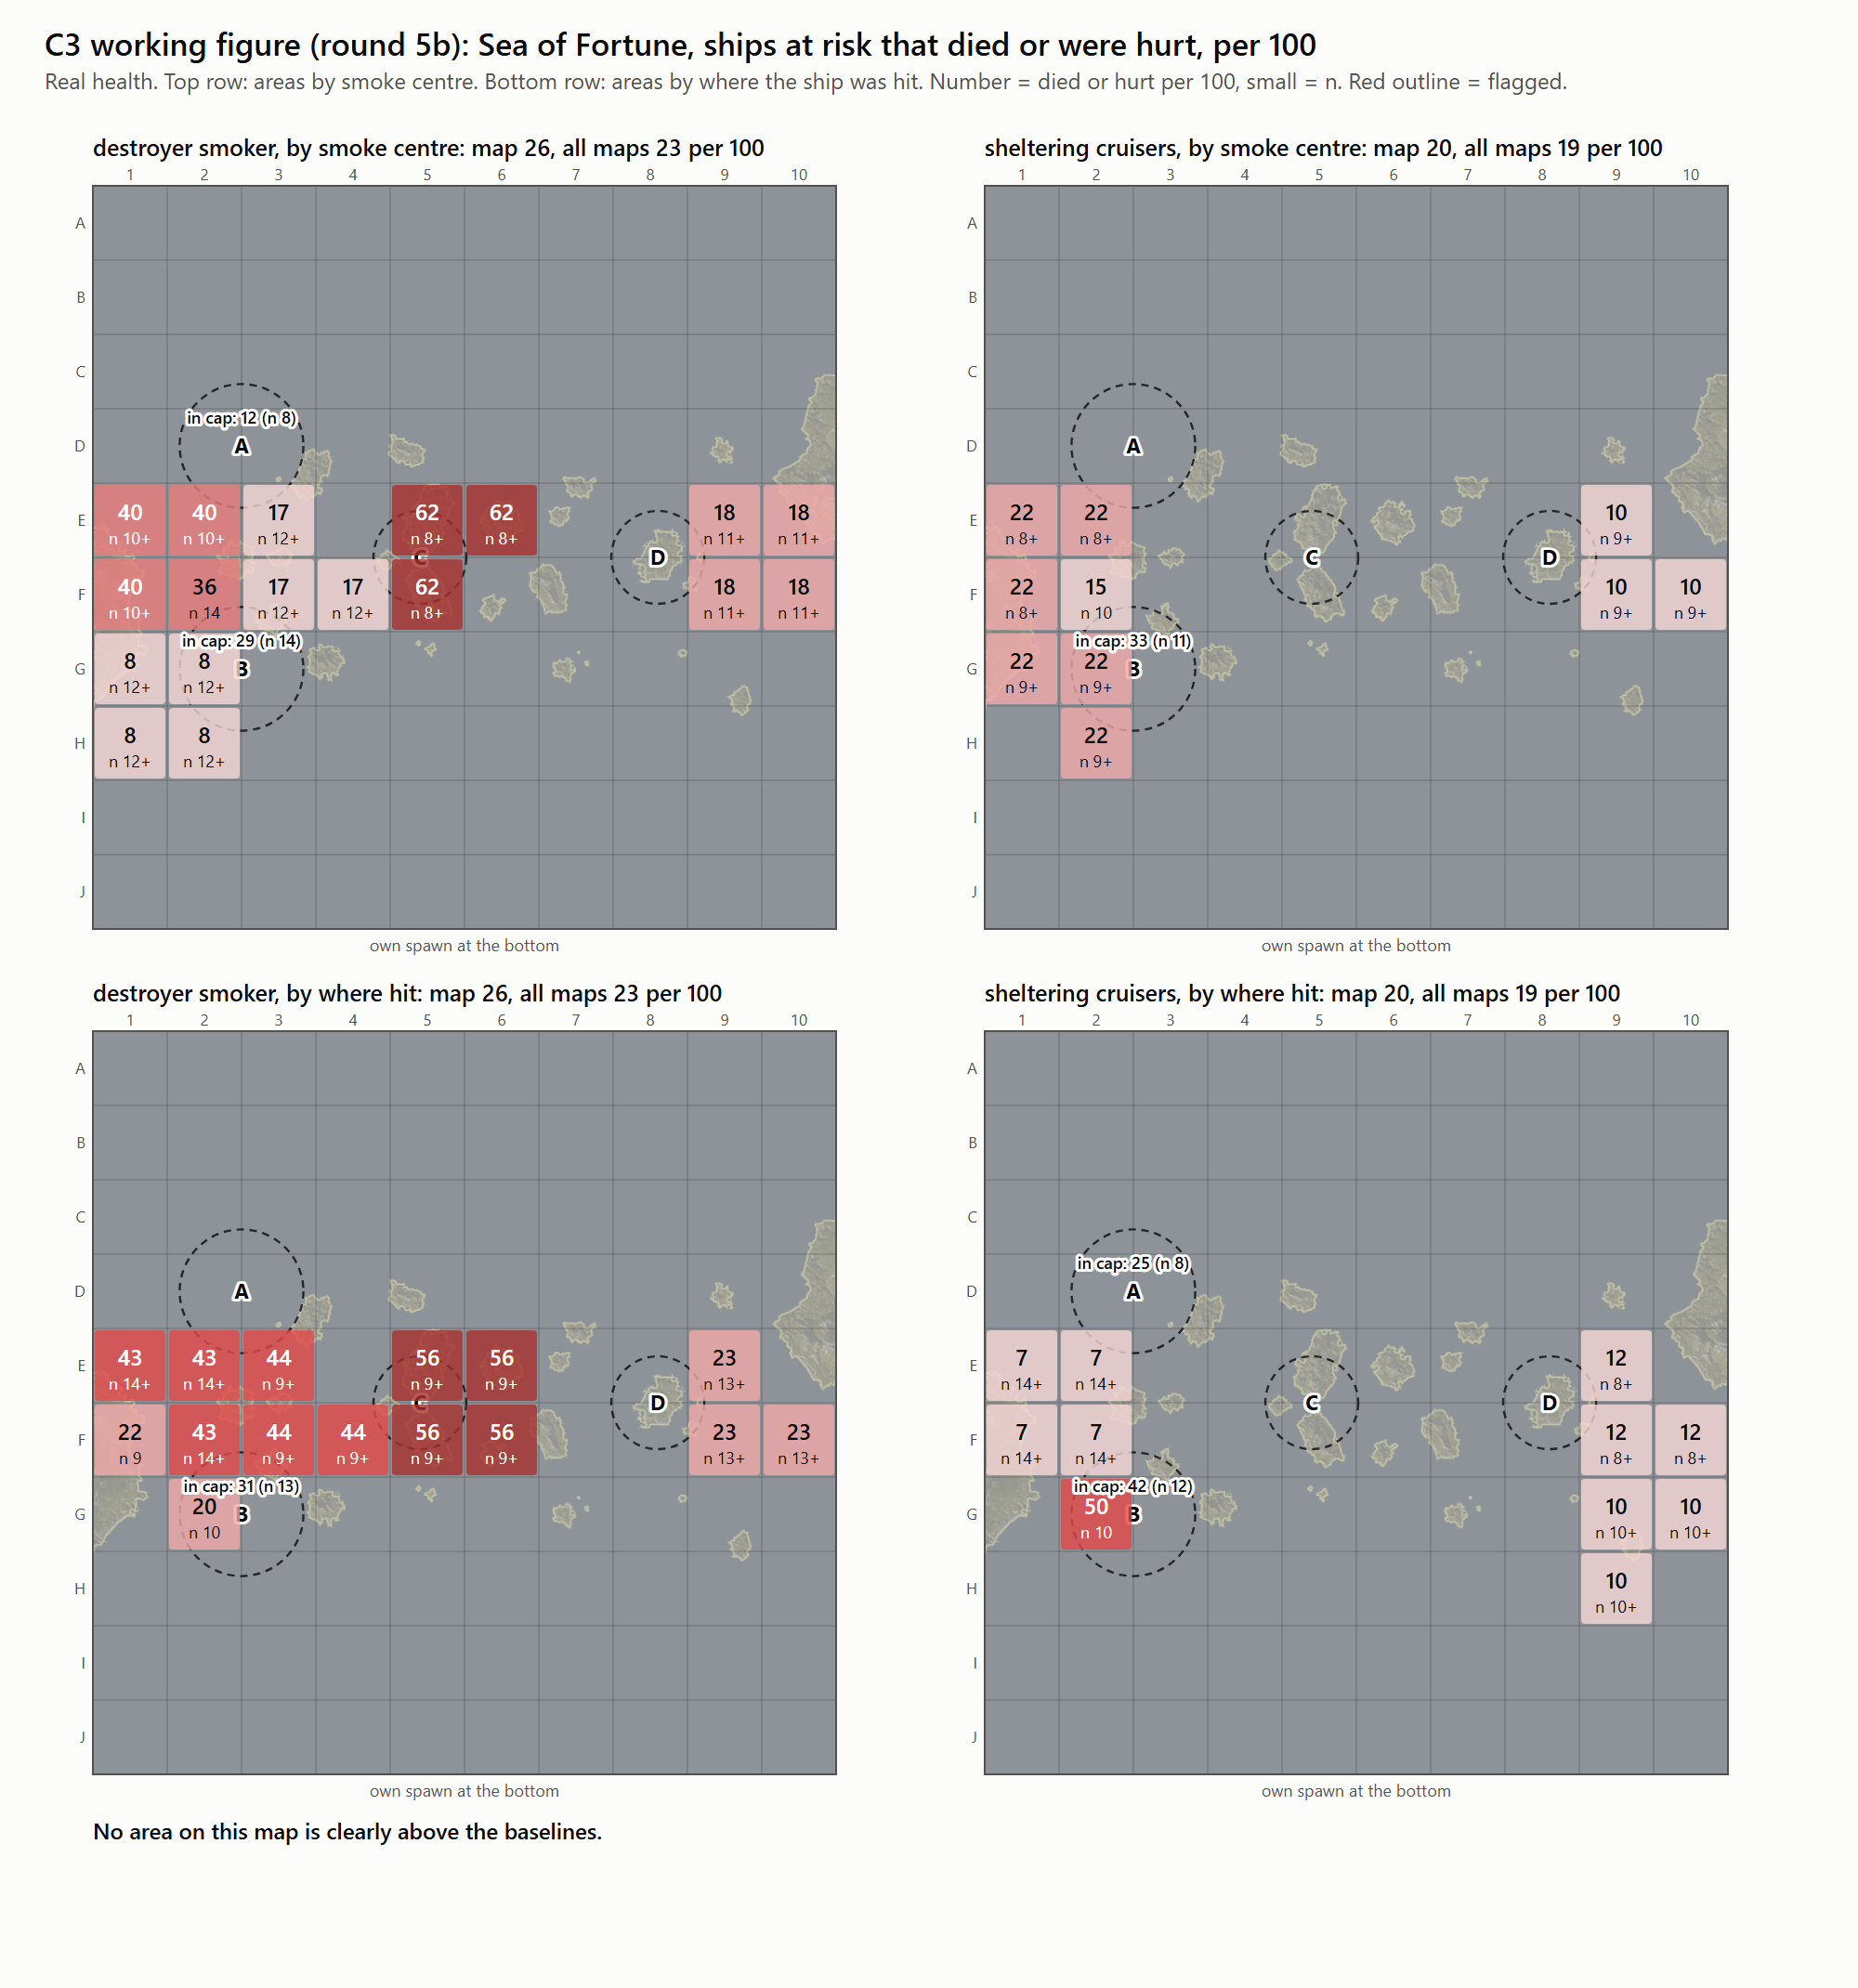 C3 working figure (round 5b): Sea of Fortune, ships at risk that died or were hurt, per 100
Real health. Top row: areas by smoke centre. Bottom row: areas by where the ship was hit. Number = died or hurt per 100, small = n. Red outline = flagged.
destroyer smoker, by smoke centre: map 26, all maps 23 per 100
1 2 3 4 5 6 7 8 9 10
A
B
C
in cap: 12 (n 8)
D A
40 40 17 62 62 18 18
E
n 10+ n 10+ n 12+ n 8+ n 8+ n 11+ n 11+
C D
40 36 17 17 62 18 18
F
n 10+ n 14 n 12+ n 12+ n 8+ n 11+ n 11+
in cap: 29 (n 14)
8 8
G B
n 12+ n 12+
8 8
H
n 12+ n 12+
I
J
own spawn at the bottom
sheltering cruisers, by smoke centre: map 20, all maps 19 per 100
1 2 3 4 5 6 7 8 9 10
A
B
C
D A
22 22 10
E
n 8+ n 8+ n 9+
C D
22 15 10 10
F
n 8+ n 10 n 9+ n 9+
in cap: 33 (n 11)
22 22
G B
n 9+ n 9+
22
H
n 9+
I
J
own spawn at the bottom
destroyer smoker, by where hit: map 26, all maps 23 per 100
1 2 3 4 5 6 7 8 9 10
A
B
C
D A
43 43 44 56 56 23
E
n 14+ n 14+ n 9+ n 9+ n 9+ n 13+
C D
22 43 44 44 56 56 23 23
F
n 9 n 14+ n 9+ n 9+ n 9+ n 9+ n 13+ n 13+
in cap: 31 (n 13)
20
G B
n 10
H
I
J
own spawn at the bottom
sheltering cruisers, by where hit: map 20, all maps 19 per 100
1 2 3 4 5 6 7 8 9 10
A
B
C
in cap: 25 (n 8)
D A
7 7 12
E
n 14+ n 14+ n 8+
C D
7 7 12 12
F
n 14+ n 14+ n 8+ n 8+
in cap: 42 (n 12)
50 10 10
G B
n 10 n 10+ n 10+
10
H
n 10+
I
J
own spawn at the bottom
No area on this map is clearly above the baselines.